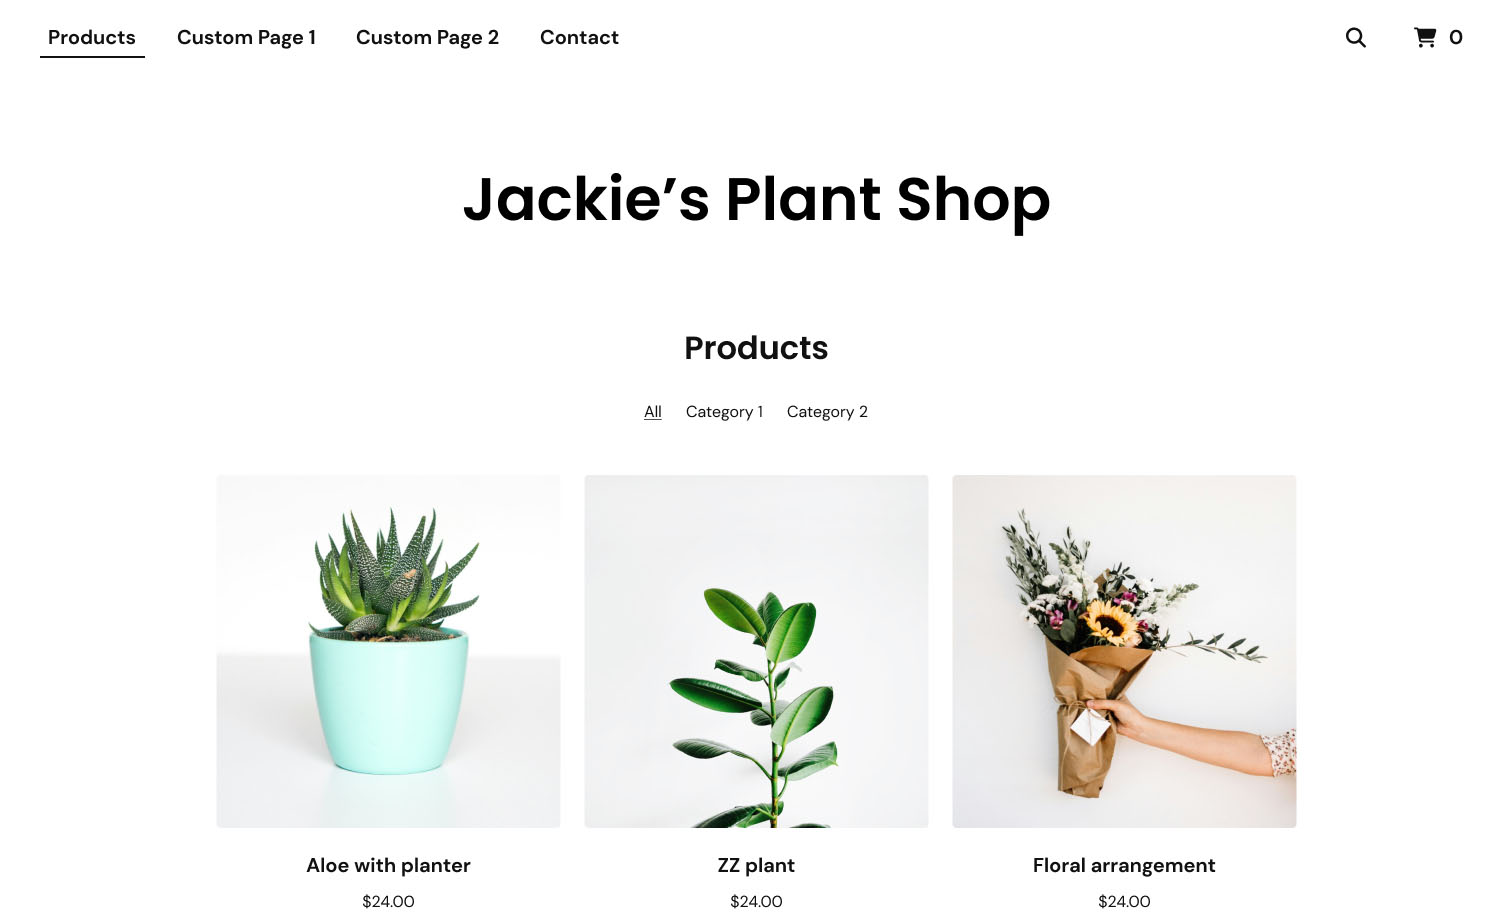 Products Custom Page 1 Custom Page 2 Contact 0
Jackie’s Plant Shop
Products
All Category 1 Category 2
Aloe with planter ZZ plant Floral arrangement
$24.00 $24.00 $24.00